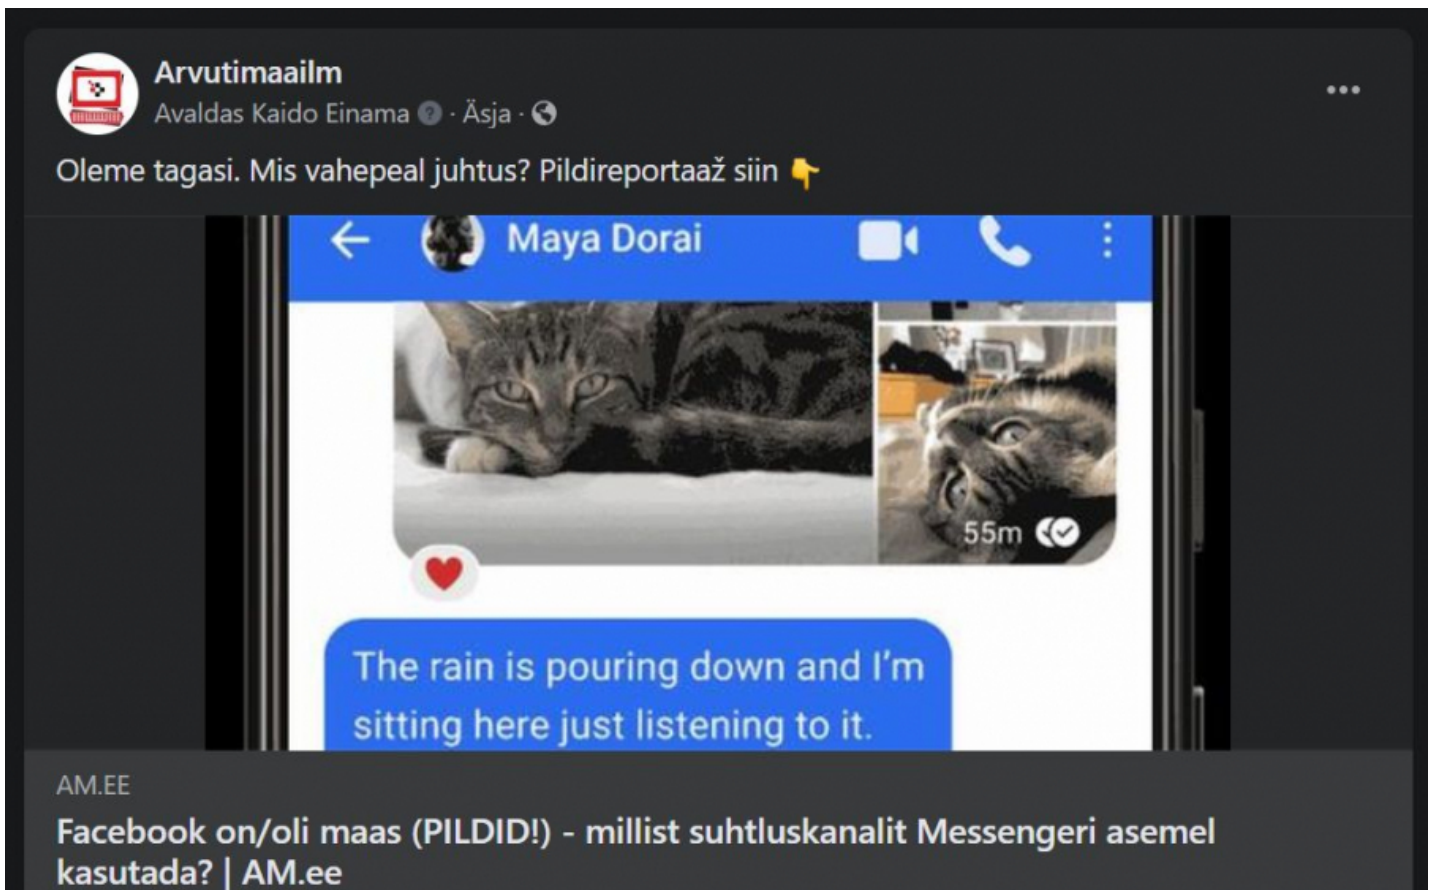 Arvutimaailm
Avaldas Kaido Einama · Äsja ·
Oleme tagasi. Mis vahepeal juhtus? Pildireportaaž siin 👇
Maya Dorai
55m
The rain is pouring down and I'm
sitting here just listening to it.
AM.EE
Facebook on/oli maas (PILDID!) - millist suhtluskanalit Messengeri asemel
kasutada? | AM.ee